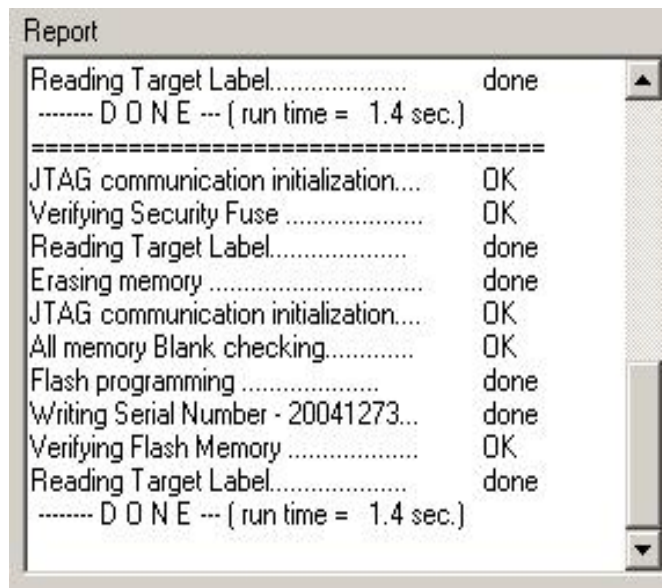 Report
Reading Target Label.................... done
-------- D O N E --- ( run time =   1.4 sec.)
=====================================
JTAG communication initialization.... OK
Verifying Security Fuse .................... OK
Reading Target Label.................... done
Erasing memory ............................... done
JTAG communication initialization.... OK
All memory Blank checking............. OK
Flash programming .................... done
Writing Serial Number - 20041273... done
Verifying Flash Memory ................... OK
Reading Target Label.................... done
-------- D O N E --- ( run time =   1.4 sec.)